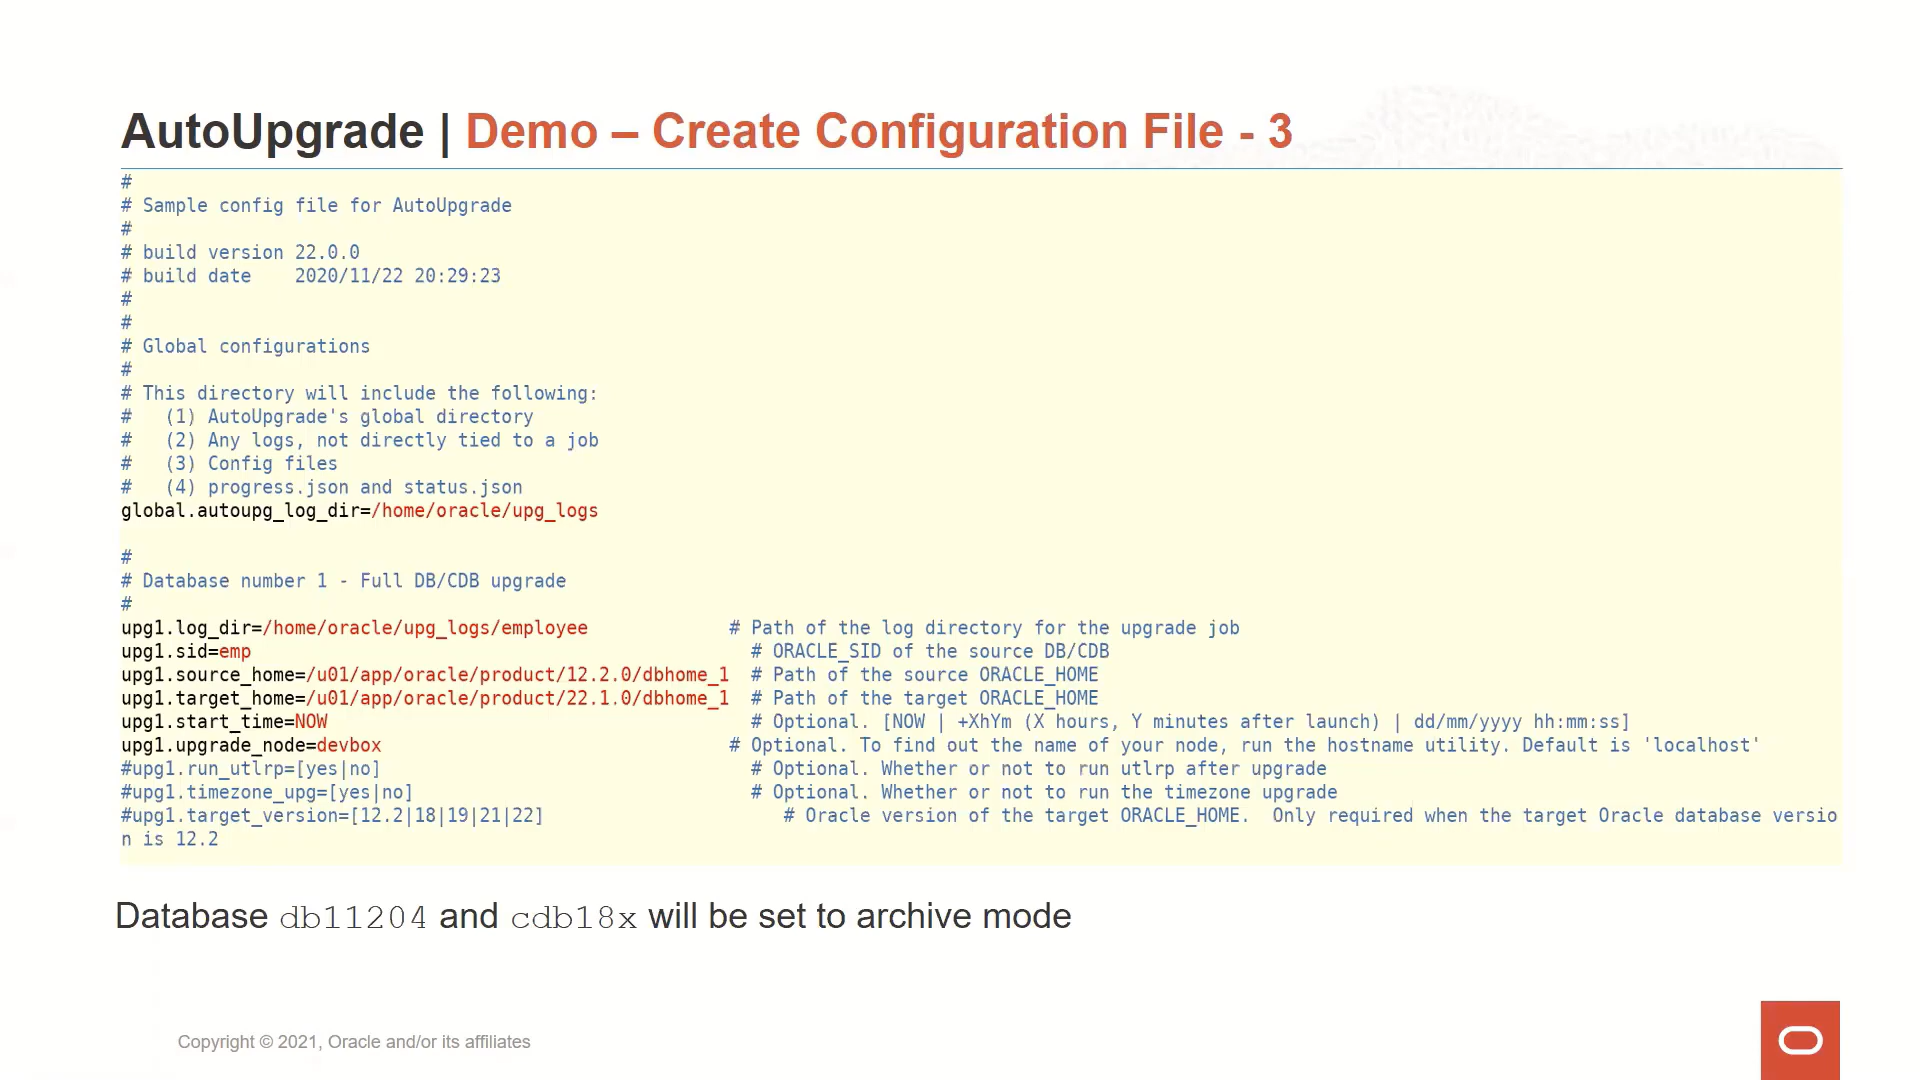 AutoUpgrade | Demo – Create Configuration File - 3
#
# Sample config file for AutoUpgrade
#
# build version 22.0.0
# build date    2020/11/22 20:29:23
#
#
# Global configurations
#
# This directory will include the following:
#   (1) AutoUpgrade's global directory
#   (2) Any logs, not directly tied to a job
#   (3) Config files
#   (4) progress.json and status.json
global.autoupg_log_dir=/home/oracle/upg_logs
#
# Database number 1 - Full DB/CDB upgrade
#
upg1.log_dir=/home/oracle/upg_logs/employee             # Path of the log directory for the upgrade job
upg1.sid=emp                                              # ORACLE_SID of the source DB/CDB
upg1.source_home=/u01/app/oracle/product/12.2.0/dbhome_1  # Path of the source ORACLE_HOME
upg1.target_home=/u01/app/oracle/product/22.1.0/dbhome_1  # Path of the target ORACLE_HOME
upg1.start_time=NOW                                       # Optional. [NOW | +XhYm (X hours, Y minutes after launch) | dd/mm/yyyy hh:mm:ss]
upg1.upgrade_node=devbox                                # Optional. To find out the name of your node, run the hostname utility. Default is 'localhost'
#upg1.run_utlrp=[yes|no]                                  # Optional. Whether or not to run utlrp after upgrade
#upg1.timezone_upg=[yes|no]                               # Optional. Whether or not to run the timezone upgrade
#upg1.target_version=[12.2|18|19|21|22]                      # Oracle version of the target ORACLE_HOME.  Only required when the target Oracle database versio
n is 12.2
Database db11204 and cdb18x will be set to archive mode
Copyright © 2021, Oracle and/or its affiliates